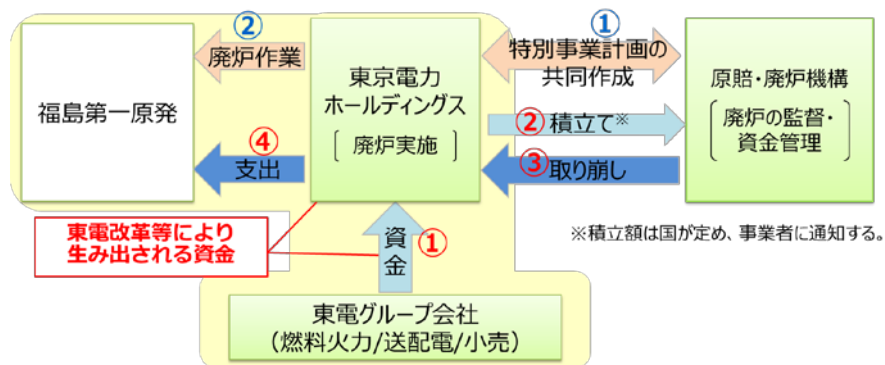 ②
廃炉作業
福島第一原発
④
支出
東京電力
ホールディングス
〔 廃炉実施 〕
①
特別事業計画の
共同作成
②積立て※
③取り崩し
原賠・廃炉機構
〔廃炉の監督・
資金管理〕
東電改革等により
生み出される資金
資金
①
※積立額は国が定め、事業者に通知する。
東電グループ会社
（燃料火力/送配電/小売）